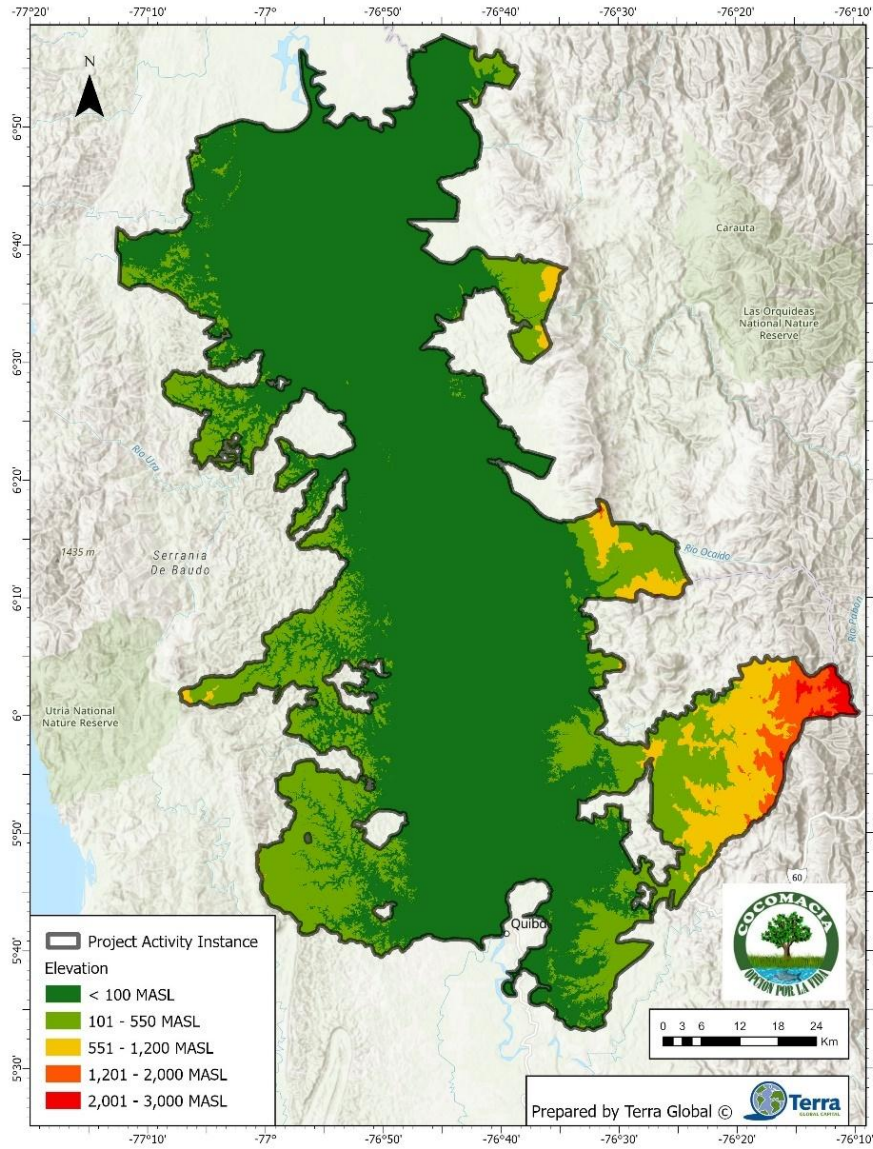 -77°20' -77°10' -77° -76°50' -76°40' -76°30' -76°20' -76°10'
N
6°50'
6°40'
Carauta
Las Orquideas
National Nature
Reserve
6°30'
Rio Ura
6°20'
1435 m
Serrania
De Baudo
Rio Ocaido
6°10'
Rio Pabón
Utria National
Nature Reserve
6°
5°50'
60
COCOMACIA
OPCION POR LA VIDA
Quibd
5°40'
Project Activity Instance
Elevation
< 100 MASL
101 - 550 MASL
551 - 1,200 MASL
1,201 - 2,000 MASL
2,001 - 3,000 MASL
0 3 6 12 18 24
Km
5°30'
Prepared by Terra Global ©
Terra
GLOBAL CAPITAL
-77°10' -77° -76°50' -76°40' -76°30' -76°20' -76°10'